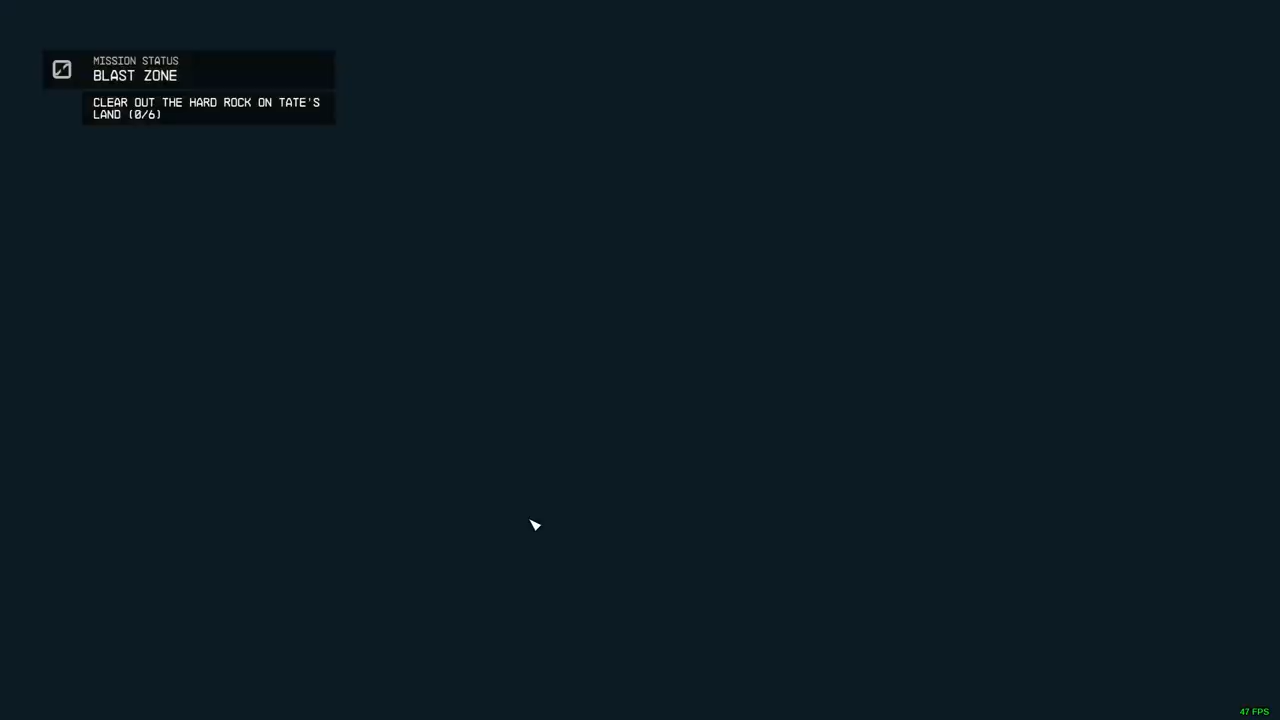 MISSION STATUS
BLAST ZONE
CLEAR OUT THE HARD ROCK ON TATE'S
LAND (0/6)
47 FPS